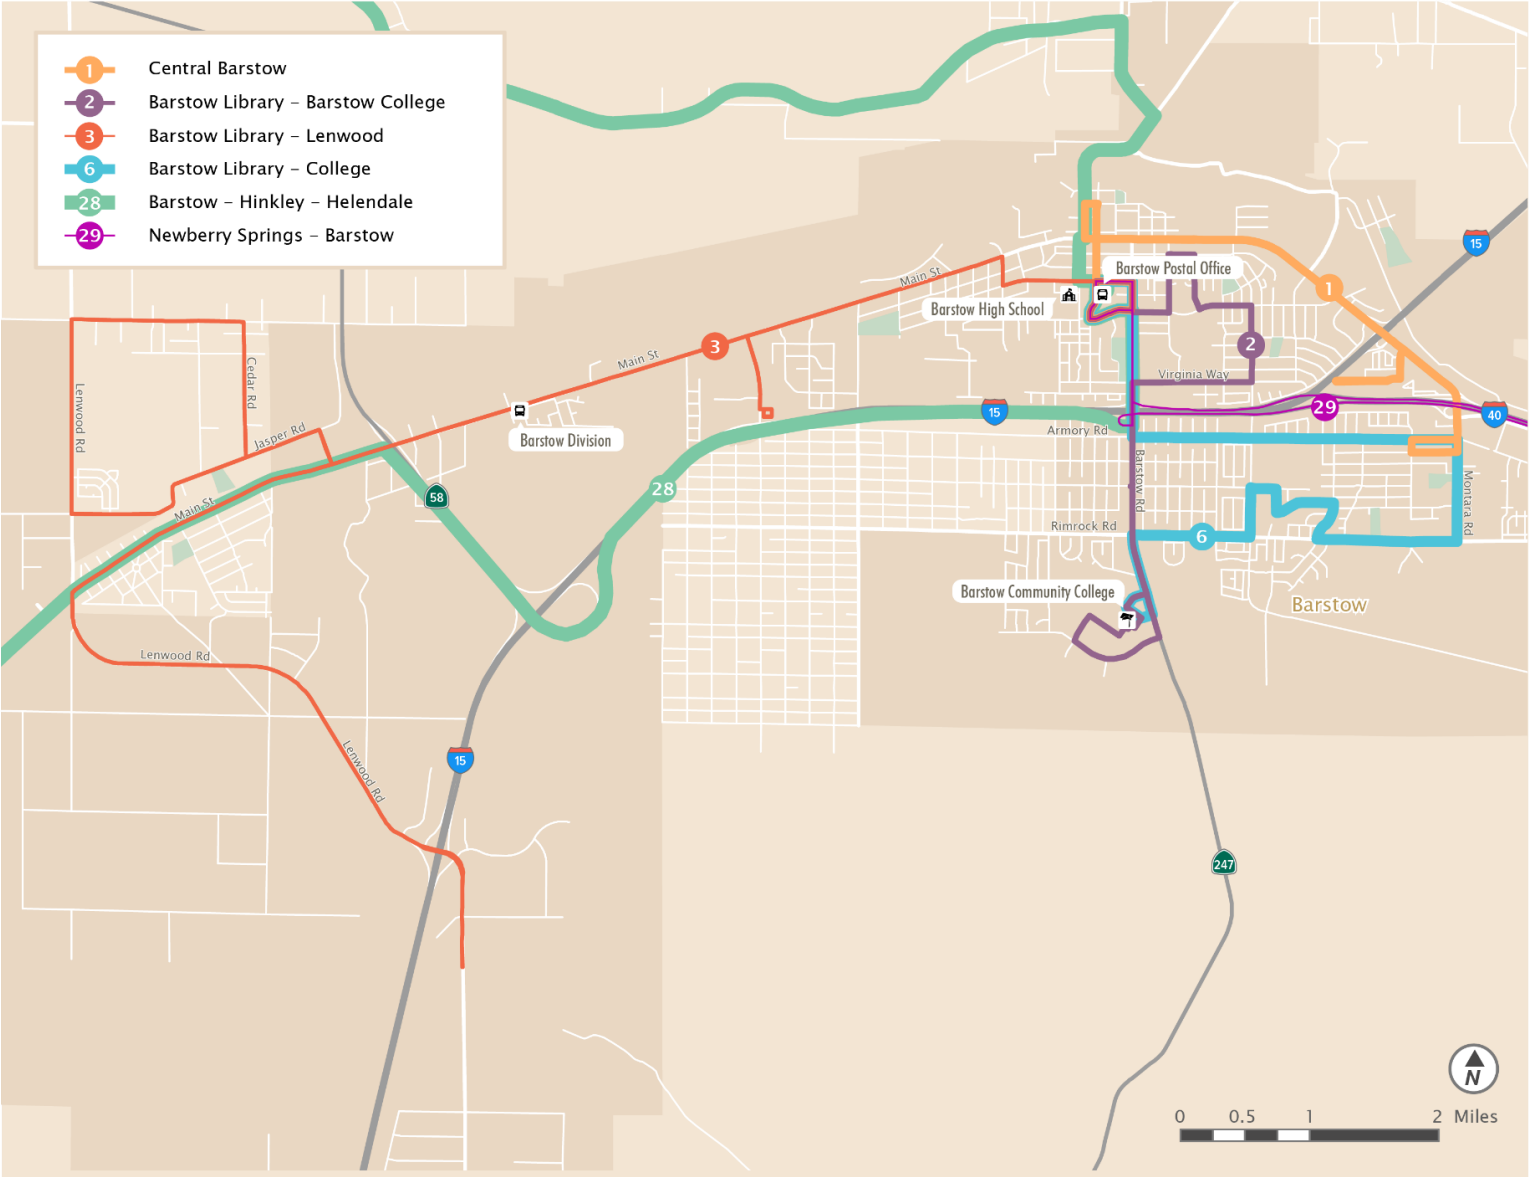 1 Central Barstow
2 Barstow Library – Barstow College
3 Barstow Library – Lenwood
6 Barstow Library – College
28 Barstow – Hinkley – Helendale
29 Newberry Springs – Barstow
15
Barstow Postal Office
Main St
1
Barstow High School
2
3
Main St
Virginia Way
Cedar Rd
Lenwood Rd
29
15
40
Armory Rd
Jasper Rd
Barstow Division
Barstow Rd
28
58
Montara Rd
Main St
Rimrock Rd
6
Barstow Community College
Barstow
Lenwood Rd
Lenwood Rd
15
247
N
0 0.5 1 2 Miles